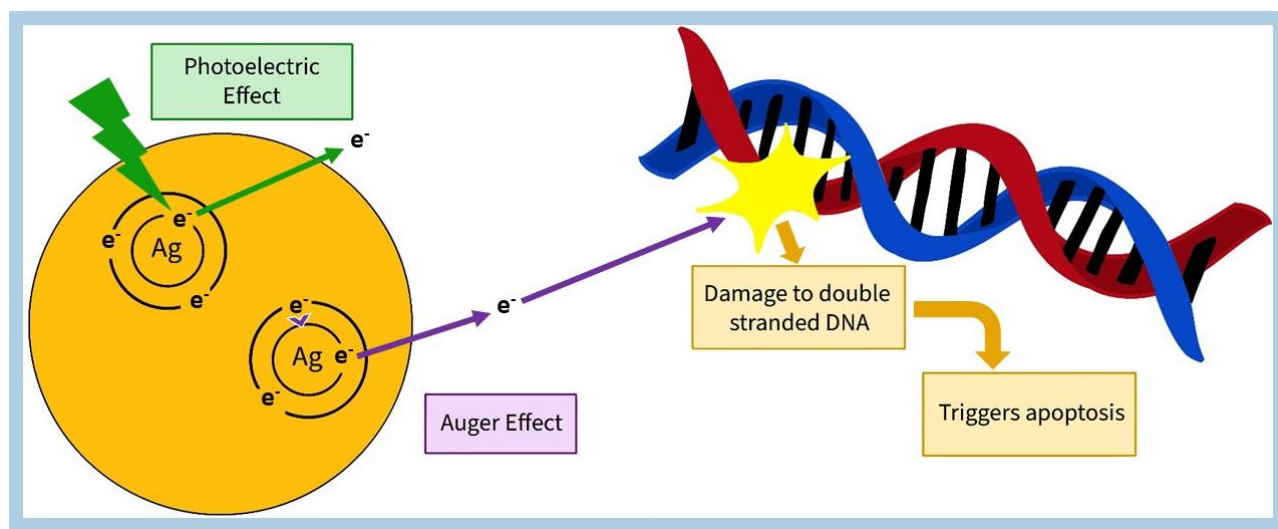 Photoelectric
Effect
e-
e-
e-
Ag
e-
e-
e-
Ag
e-
e-
Auger Effect
Damage to double
stranded DNA
Triggers apoptosis